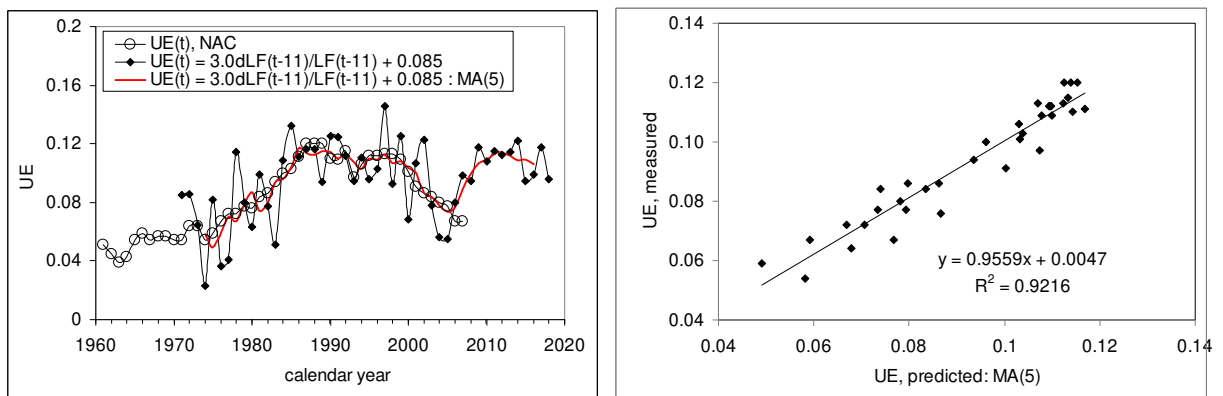 UE(t), NAC
UE(t) = 3.0dLF(t-11)/LF(t-11) + 0.085
UE(t) = 3.0dLF(t-11)/LF(t-11) + 0.085 : MA(5)
0.2
0.16
0.12
0.08
0.04
0
UE
1960 1970 1980 1990 2000 2010 2020
calendar year
0.14
0.12
0.10
0.08
0.06
0.04
UE, measured
y = 0.9559x + 0.0047
R² = 0.9216
0.04 0.06 0.08 0.1 0.12 0.14
UE, predicted: MA(5)